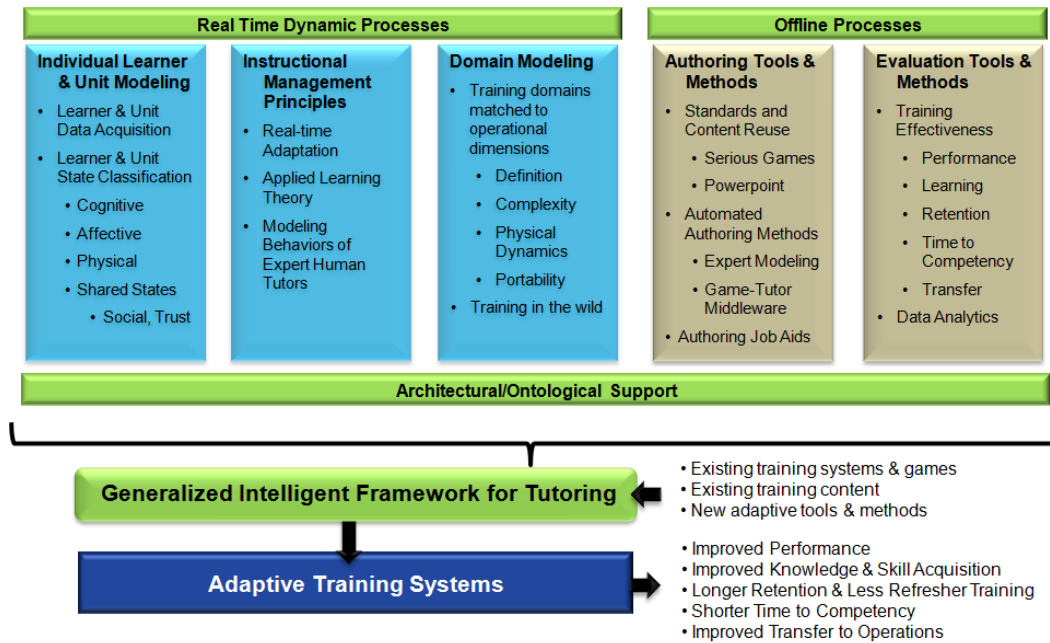 Real Time Dynamic Processes
Offline Processes
Individual Learner
& Unit Modeling
• Learner & Unit
Data Acquisition
• Learner & Unit
State Classification
• Cognitive
• Affective
• Physical
• Shared States
• Social, Trust
Instructional
Management
Principles
• Real-time
Adaptation
• Applied Learning
Theory
• Modeling
Behaviors of
Expert Human
Tutors
Domain Modeling
• Training domains
matched to
operational
dimensions
• Definition
• Complexity
• Physical
Dynamics
• Portability
• Training in the wild
Authoring Tools &
Methods
• Standards and
Content Reuse
• Serious Games
• Powerpoint
• Automated
Authoring Methods
• Expert Modeling
• Game-Tutor
Middleware
• Authoring Job Aids
Evaluation Tools &
Methods
• Training
Effectiveness
• Performance
• Learning
• Retention
• Time to
Competency
• Transfer
• Data Analytics
Architectural/Ontological Support
Generalized Intelligent Framework for Tutoring
• Existing training systems & games
• Existing training content
• New adaptive tools & methods
Adaptive Training Systems
• Improved Performance
• Improved Knowledge & Skill Acquisition
• Longer Retention & Less Refresher Training
• Shorter Time to Competency
• Improved Transfer to Operations